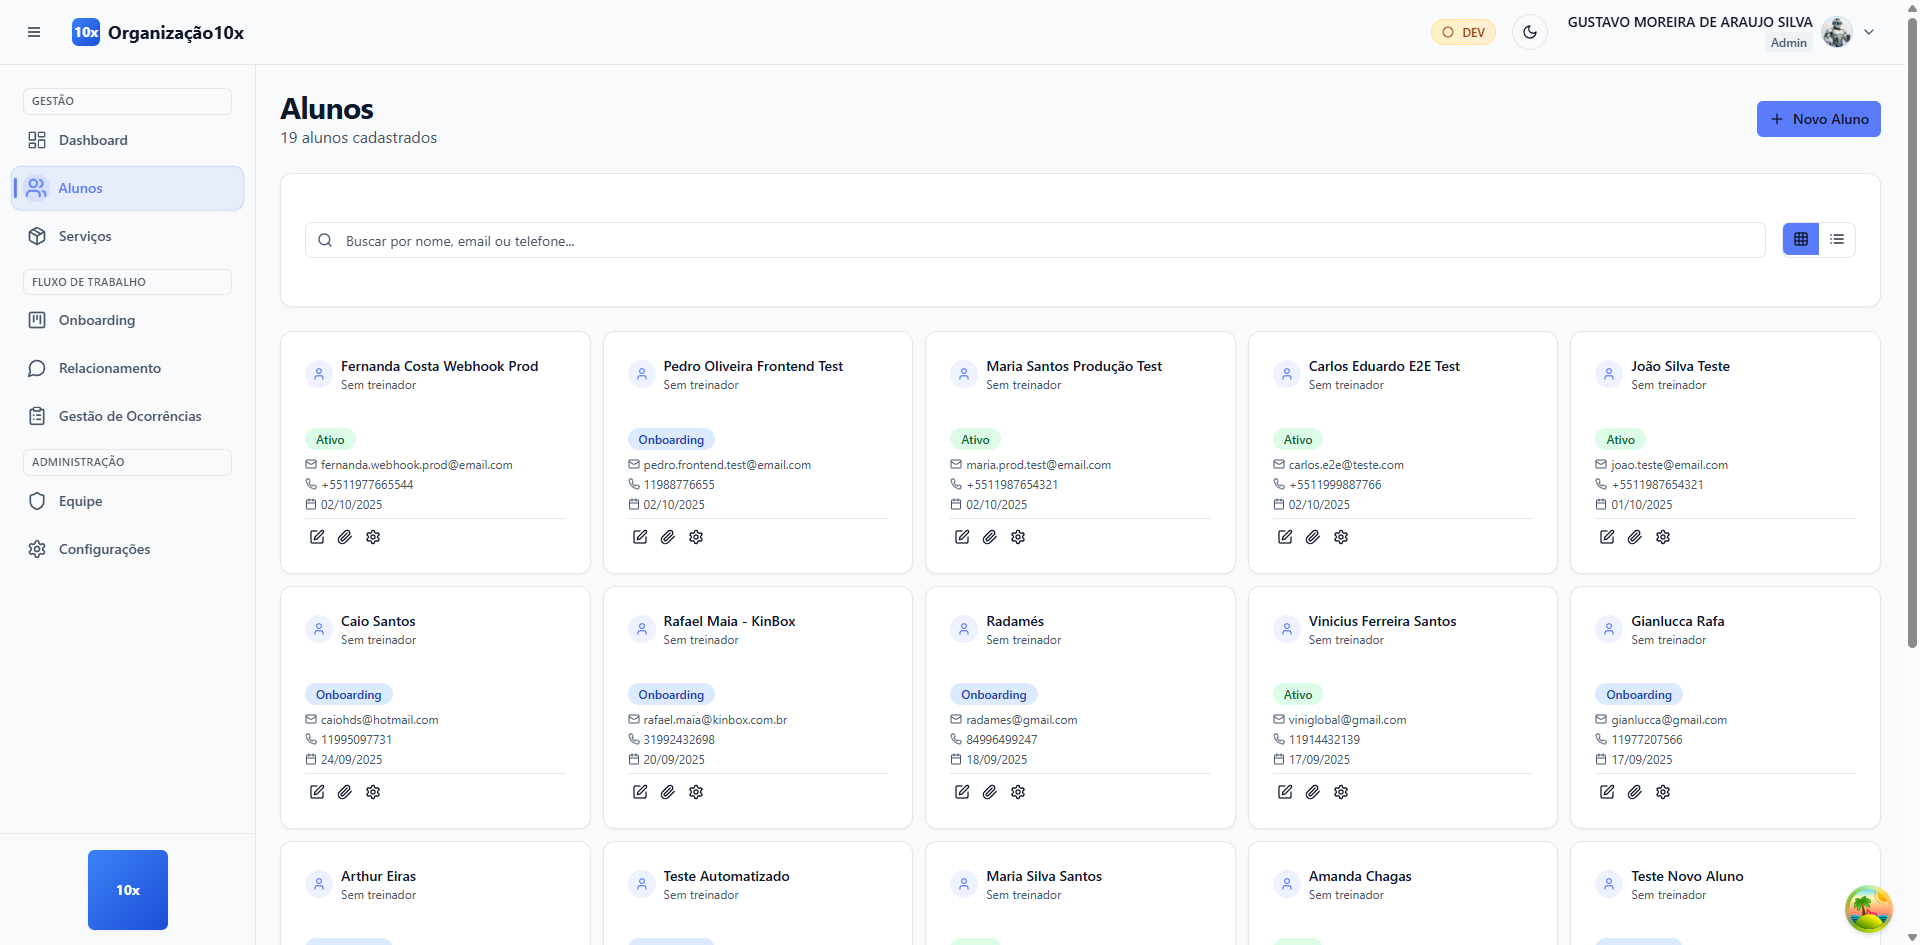 10x Organização10x
DEV
GUSTAVO MOREIRA DE ARAUJO SILVA
Admin
GESTÃO
Dashboard
Alunos
Serviços
FLUXO DE TRABALHO
Onboarding
Relacionamento
Gestão de Ocorrências
ADMINISTRAÇÃO
Equipe
Configurações
10x
Alunos
19 alunos cadastrados
Novo Aluno
Buscar por nome, email ou telefone...
Fernanda Costa Webhook Prod
Sem treinador
Ativo
fernanda.webhook.prod@email.com
+5511977665544
02/10/2025
Pedro Oliveira Frontend Test
Sem treinador
Onboarding
pedro.frontend.test@email.com
11988776655
02/10/2025
Maria Santos Produção Test
Sem treinador
Ativo
maria.prod.test@email.com
+5511987654321
02/10/2025
Carlos Eduardo E2E Test
Sem treinador
Ativo
carlos.e2e@teste.com
+5511999887766
02/10/2025
João Silva Teste
Sem treinador
Ativo
joao.teste@email.com
+5511987654321
01/10/2025
Caio Santos
Sem treinador
Onboarding
caiohds@hotmail.com
11995097731
24/09/2025
Rafael Maia - KinBox
Sem treinador
Onboarding
rafael.maia@kinbox.com.br
31992432698
20/09/2025
Radamés
Sem treinador
Onboarding
radames@gmail.com
84996499247
18/09/2025
Vinicius Ferreira Santos
Sem treinador
Ativo
viniglobal@gmail.com
11914432139
17/09/2025
Gianlucca Rafa
Sem treinador
Onboarding
gianlucca@gmail.com
11977207566
17/09/2025
Arthur Eiras
Sem treinador
Teste Automatizado
Sem treinador
Maria Silva Santos
Sem treinador
Amanda Chagas
Sem treinador
Teste Novo Aluno
Sem treinador